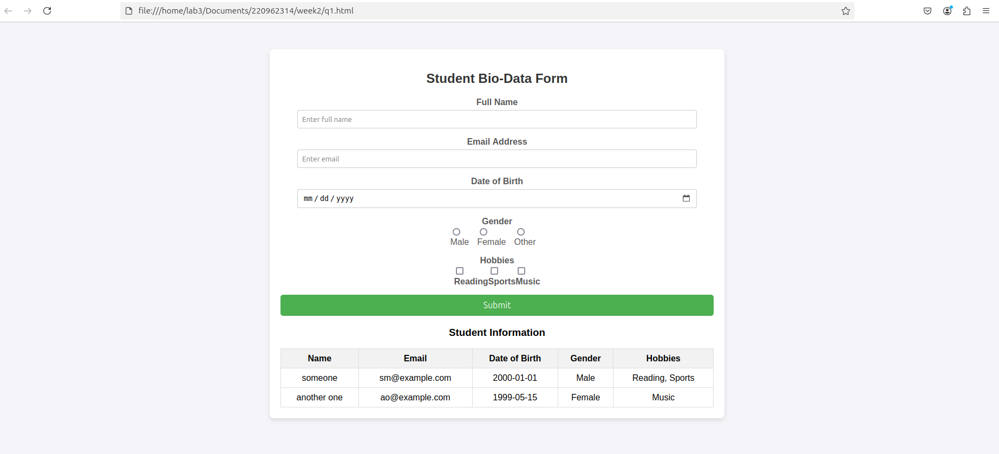 file:///home/lab3/Documents/220962314/week2/q1.html
Student Bio-Data Form
Full Name
Enter full name
Email Address
Enter email
Date of Birth
mm / dd / yyyy
Gender
Male Female Other
Hobbies
ReadingSportsMusic
Submit
Student Information
Name Email Date of Birth Gender Hobbies
someone sm@example.com 2000-01-01 Male Reading, Sports
another one ao@example.com 1999-05-15 Female Music